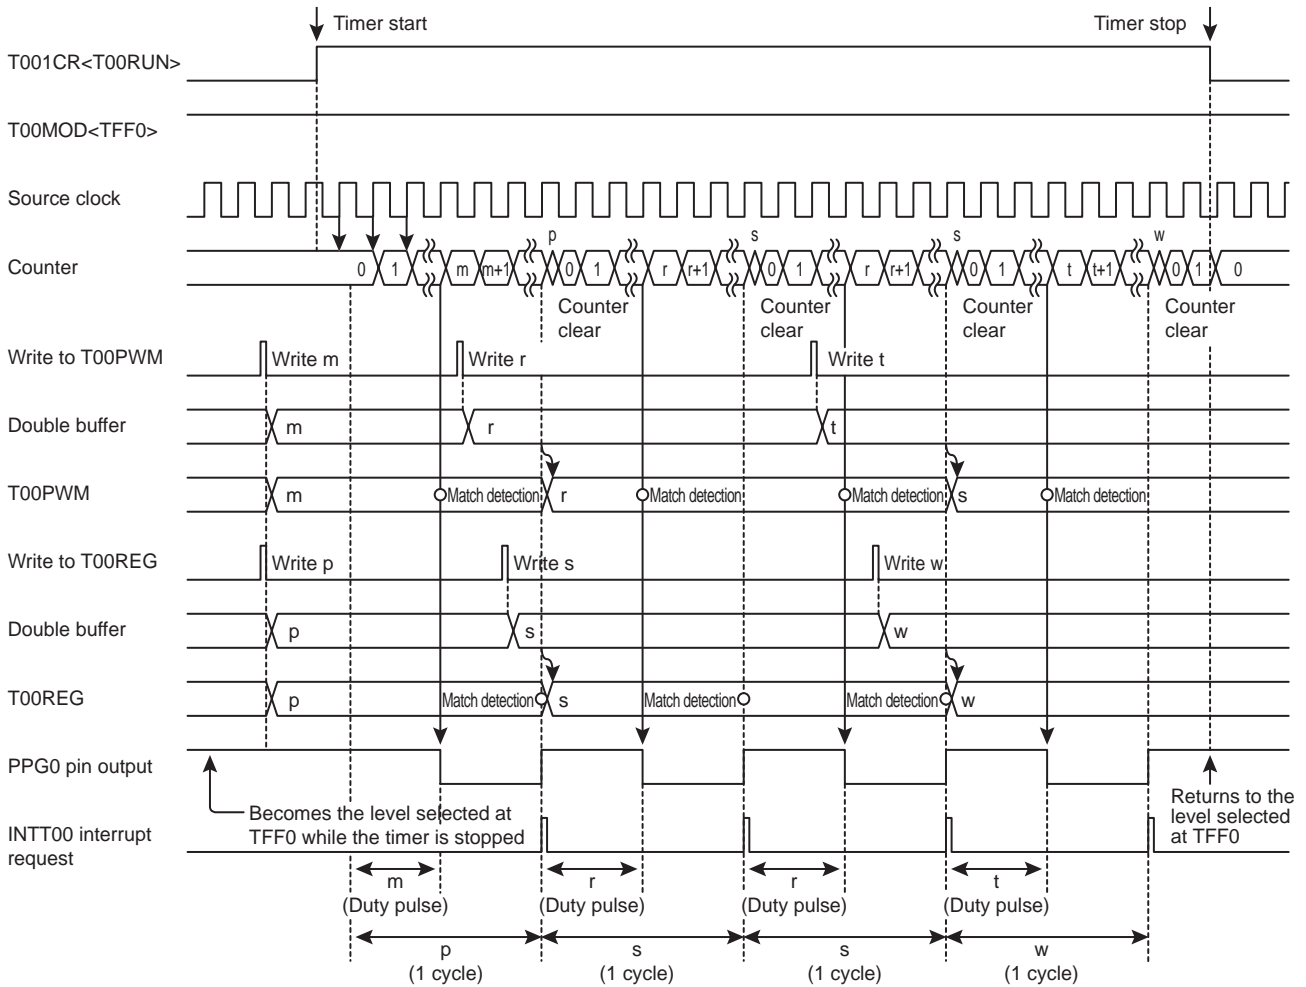 Timer start
Timer stop
T001CR<T00RUN>
T00MOD<TFF0>
Source clock
p s s w
Counter 0 1 m m+1 0 1 r r+1 0 1 r r+1 0 1 t t+1 0 1 0
Counter clear
Counter clear
Counter clear
Counter clear
Write to T00PWM Write m Write r Write t
Double buffer m r t
T00PWM m Match detection r Match detection Match detection s Match detection
Write to T00REG Write p Write s Write w
Double buffer p s w
T00REG p Match detection s Match detection Match detection w
PPG0 pin output
Becomes the level selected at
TFF0 while the timer is stopped
Returns to the
level selected
at TFF0
INTT00 interrupt
request
m r r t
(Duty pulse) (Duty pulse) (Duty pulse) (Duty pulse)
p s s w
(1 cycle) (1 cycle) (1 cycle) (1 cycle)